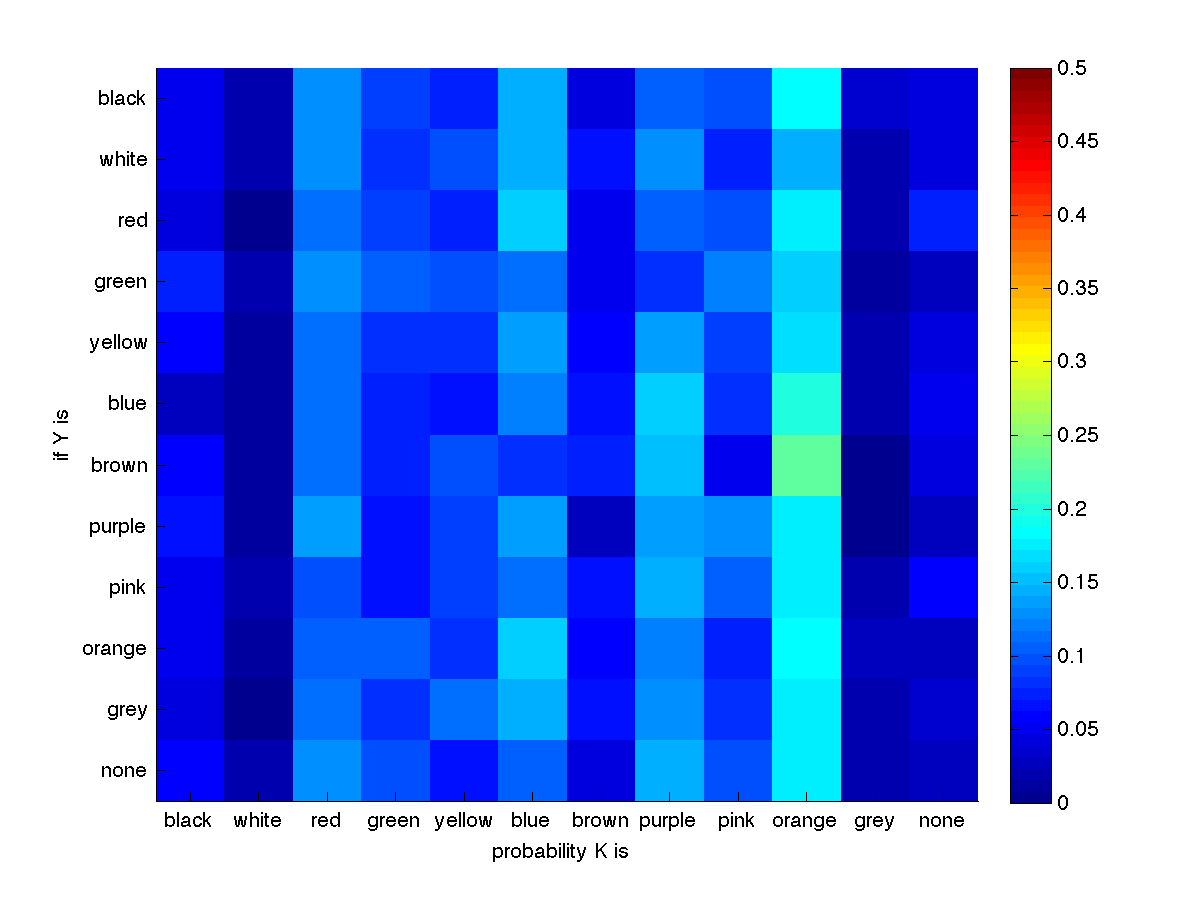 black
white
red
green
yellow
blue
brown
purple
pink
orange
grey
none
if Y is
black white red green yellow blue brown purple pink orange grey none
probability K is
0.5
0.45
0.4
0.35
0.3
0.25
0.2
0.15
0.1
0.05
0